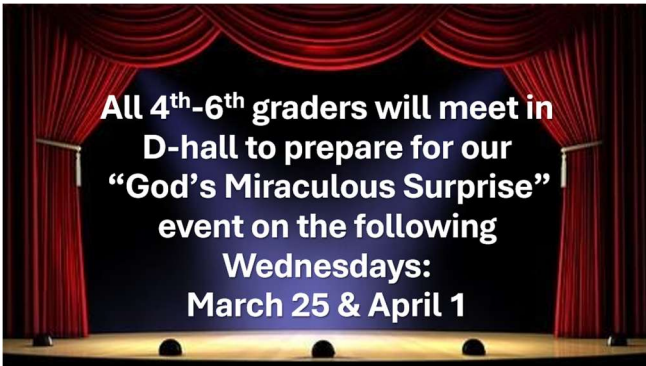 All 4th-6th graders will meet in
D-hall to prepare for our
“God’s Miraculous Surprise”
event on the following
Wednesdays:
March 25 & April 1